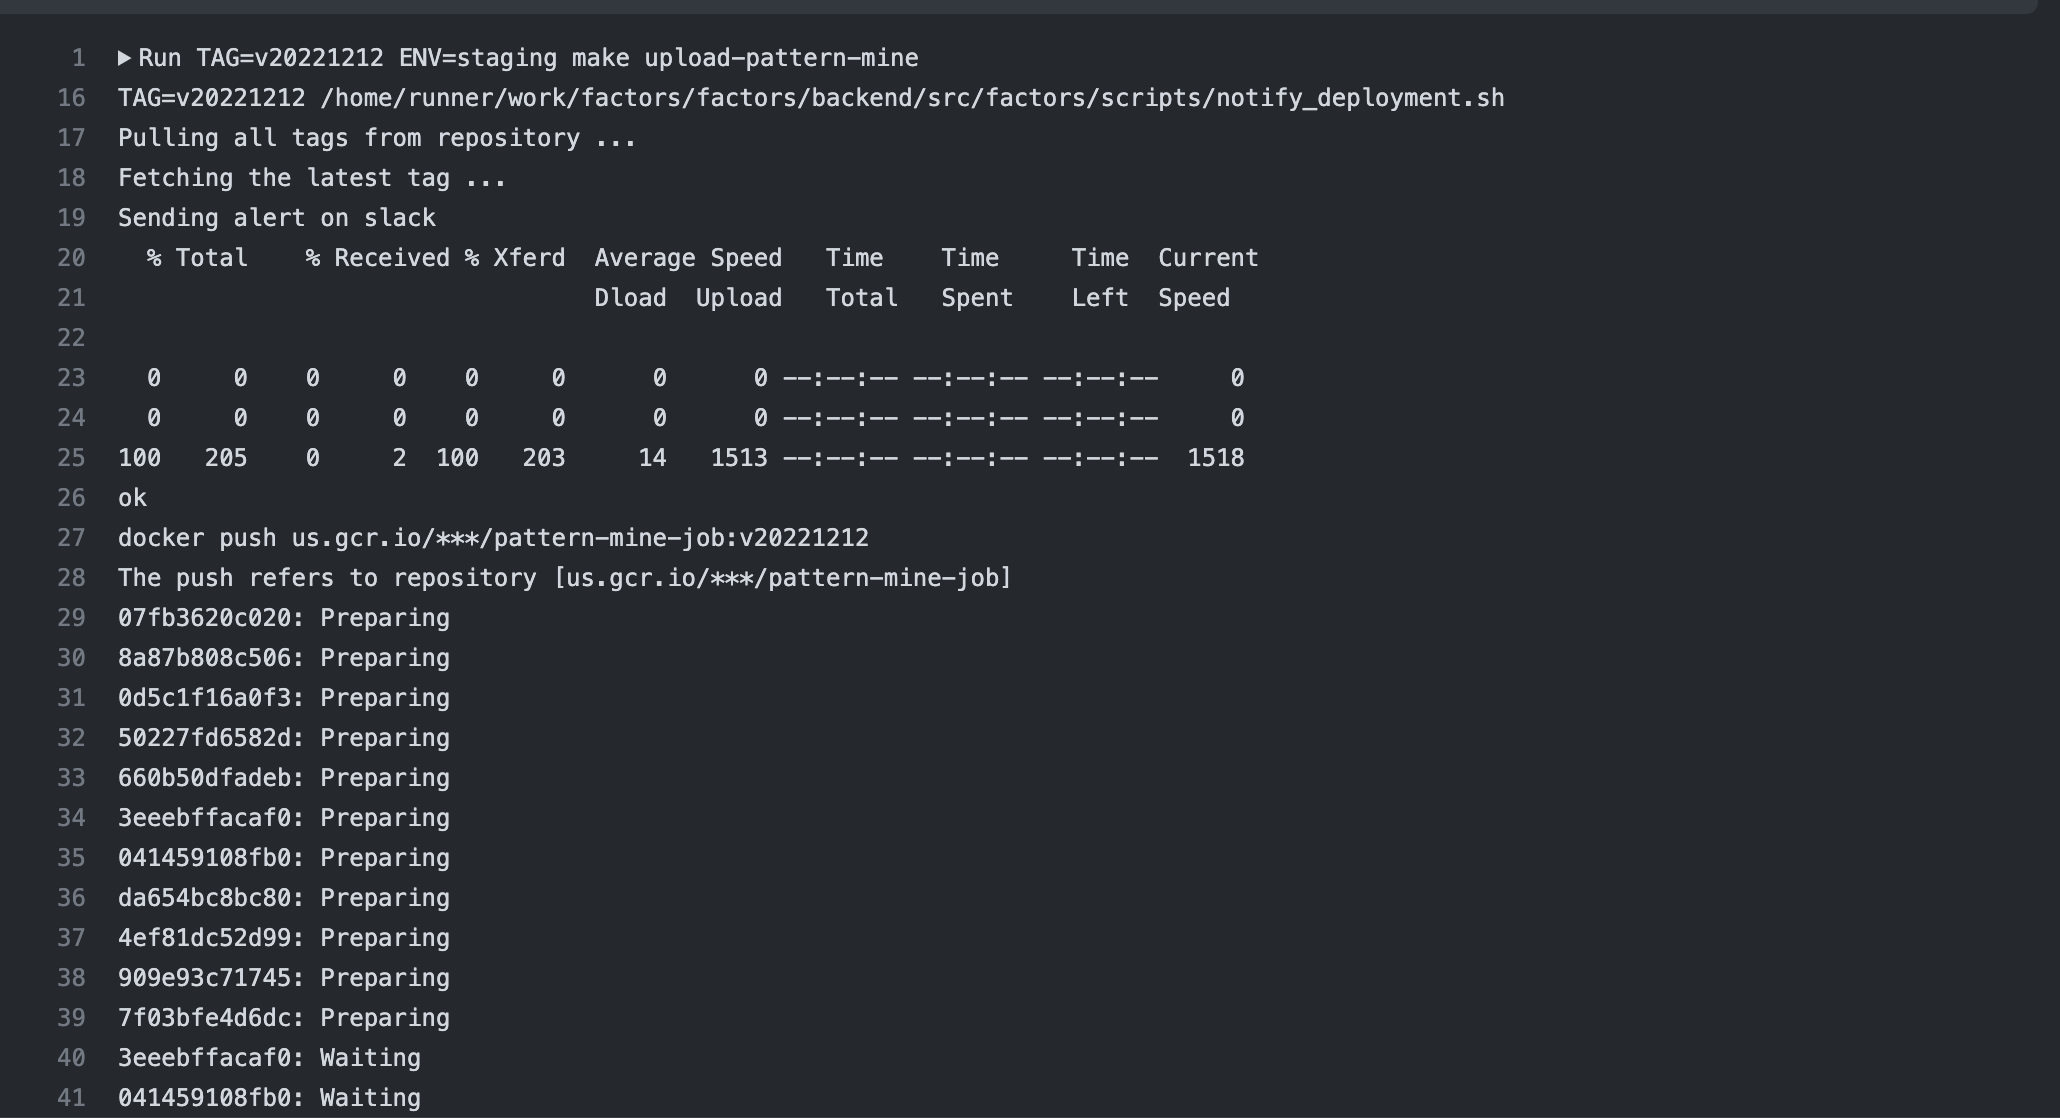 1 ▶ Run TAG=v20221212 ENV=staging make upload-pattern-mine
16 TAG=v20221212 /home/runner/work/factors/factors/backend/src/factors/scripts/notify_deployment.sh
17 Pulling all tags from repository ...
18 Fetching the latest tag ...
19 Sending alert on slack
20   % Total    % Received % Xferd  Average Speed   Time    Time     Time  Current
21                                  Dload  Upload   Total   Spent    Left  Speed
22
23   0     0    0     0    0     0      0      0 --:--:-- --:--:-- --:--:--     0
24   0     0    0     0    0     0      0      0 --:--:-- --:--:-- --:--:--     0
25 100   205    0     2  100   203     14   1513 --:--:-- --:--:-- --:--:--  1518
26 ok
27 docker push us.gcr.io/***/pattern-mine-job:v20221212
28 The push refers to repository [us.gcr.io/***/pattern-mine-job]
29 07fb3620c020: Preparing
30 8a87b808c506: Preparing
31 0d5c1f16a0f3: Preparing
32 50227fd6582d: Preparing
33 660b50dfadeb: Preparing
34 3eeebffacaf0: Preparing
35 041459108fb0: Preparing
36 da654bc8bc80: Preparing
37 4ef81dc52d99: Preparing
38 909e93c71745: Preparing
39 7f03bfe4d6dc: Preparing
40 3eeebffacaf0: Waiting
41 041459108fb0: Waiting